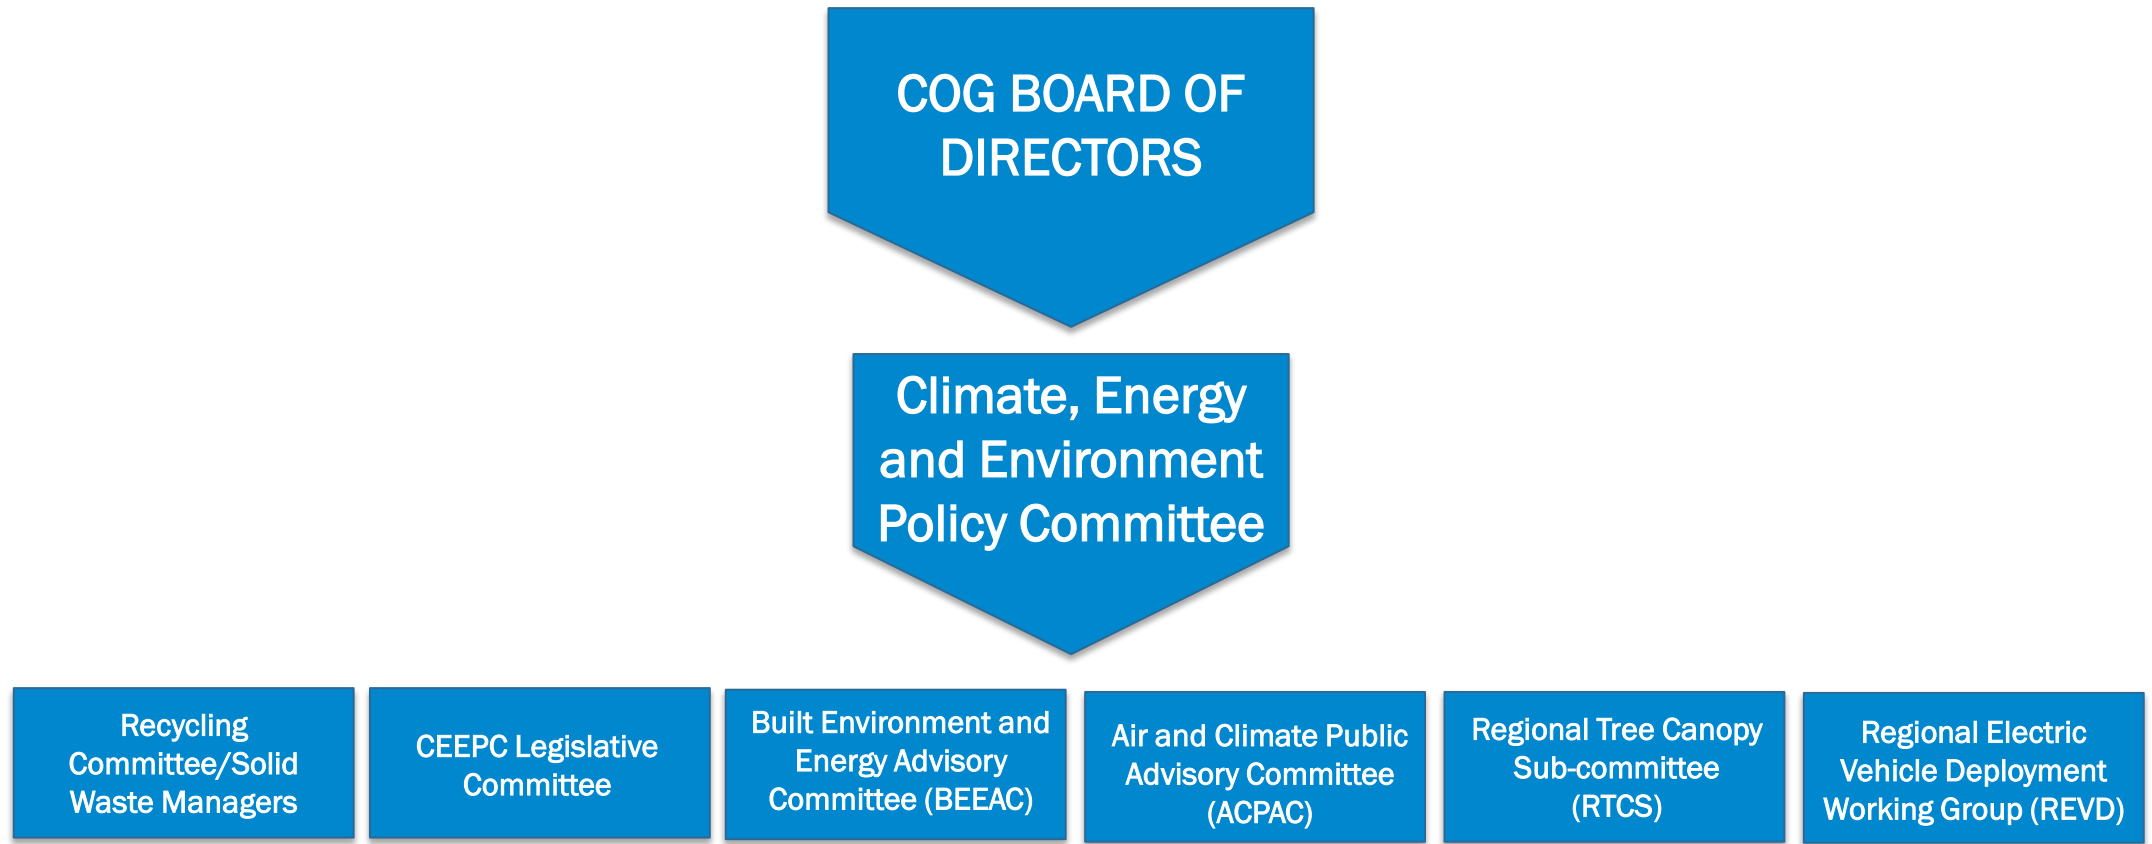 COG BOARD OF
DIRECTORS
Climate, Energy
and Environment
Policy Committee
Recycling
Committee/Solid
Waste Managers
CEEPC Legislative
Committee
Built Environment and
Energy Advisory
Committee (BEEAC)
Air and Climate Public
Advisory Committee
(ACPAC)
Regional Tree Canopy
Sub-committee
(RTCS)
Regional Electric
Vehicle Deployment
Working Group (REVD)